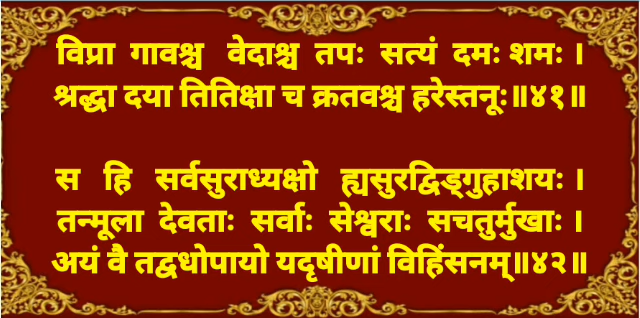 विप्रा गावश्च वेदाश्च तपः सत्यं दमः शमः ।
श्रद्धा दया तितिक्षा च क्रतवश्च हरेस्तनूः॥४१॥
स हि सर्वसुराध्यक्षो ह्यसुरद्विड्गुहाशयः ।
तन्मूला देवताः सर्वाः सेश्वराः सचतुर्मुखाः ।
अयं वै तद्वधोपायो यदृषीणां विहिंसनम्॥४२॥